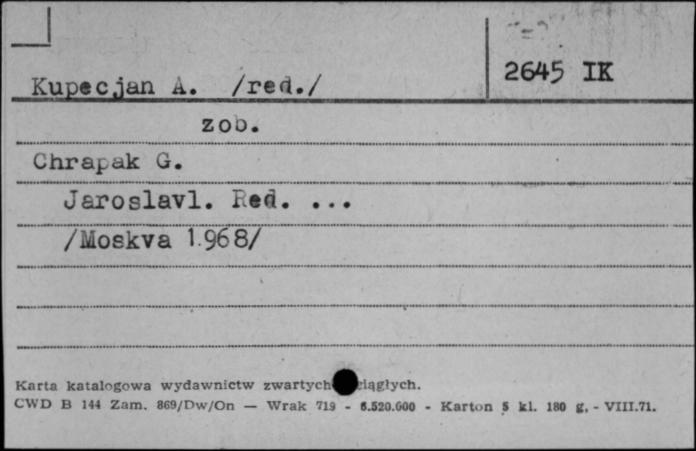 Kupecjan A. /red./
2645 IK
zob.
Chrapak G.
Jaroslavl. Red. ...
/Moskva 1968/
Karta katalogowa wydawnictw zwartych ciągłych.
CWD B 144 Zam. 869/Dw/On — Wrak 719 - 6.520.000 - Karton 5 kl. 180 g. - VIII.71.